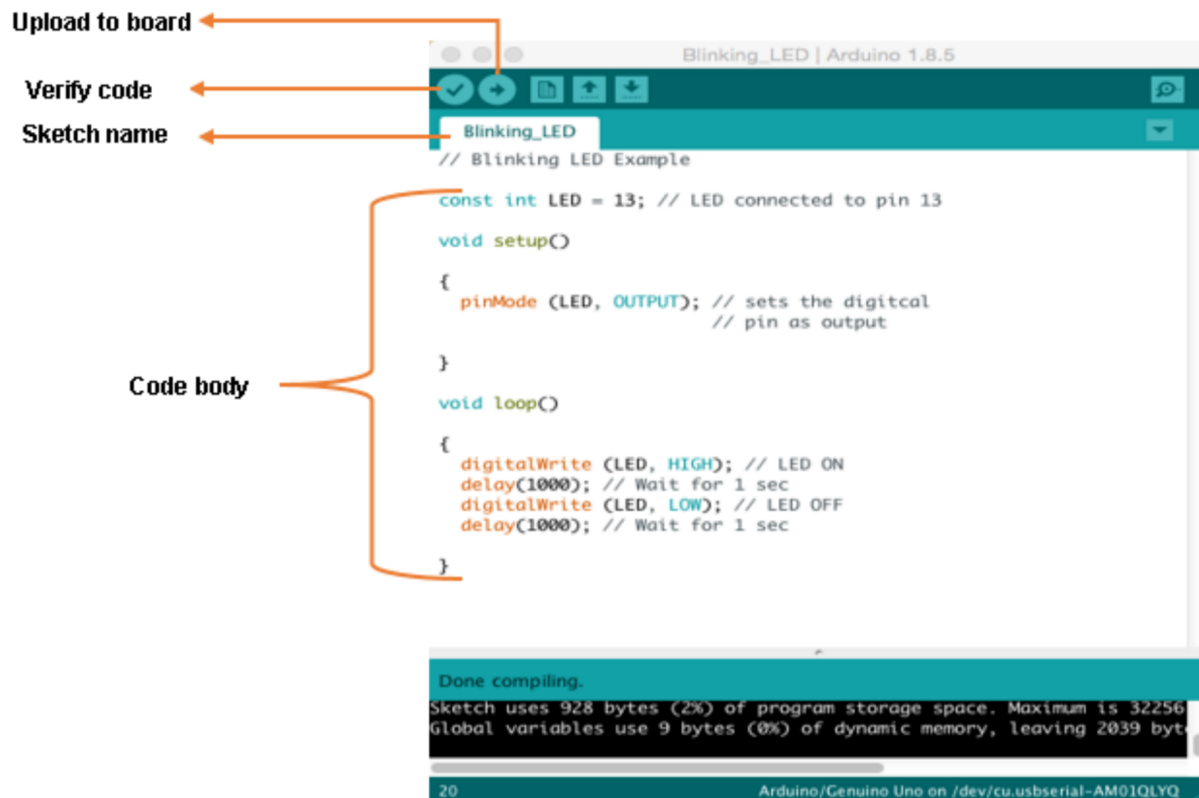 Upload to board
Blinking_LED | Arduino 1.8.5
Verify code
Sketch name
Blinking_LED
// Blinking LED Example
const int LED = 13; // LED connected to pin 13
void setup()
{
pinMode (LED, OUTPUT); // sets the digitcal
// pin as output
}
Code body
void loop()
{
digitalWrite (LED, HIGH); // LED ON
delay(1000); // Wait for 1 sec
digitalWrite (LED, LOW); // LED OFF
delay(1000); // Wait for 1 sec
}
Done compiling.
Sketch uses 928 bytes (2%) of program storage space. Maximum is 32256
Global variables use 9 bytes (0%) of dynamic memory, leaving 2039 byt
20
Arduino/Genuino Uno on /dev/cu.usbserial-AM01QLYQ